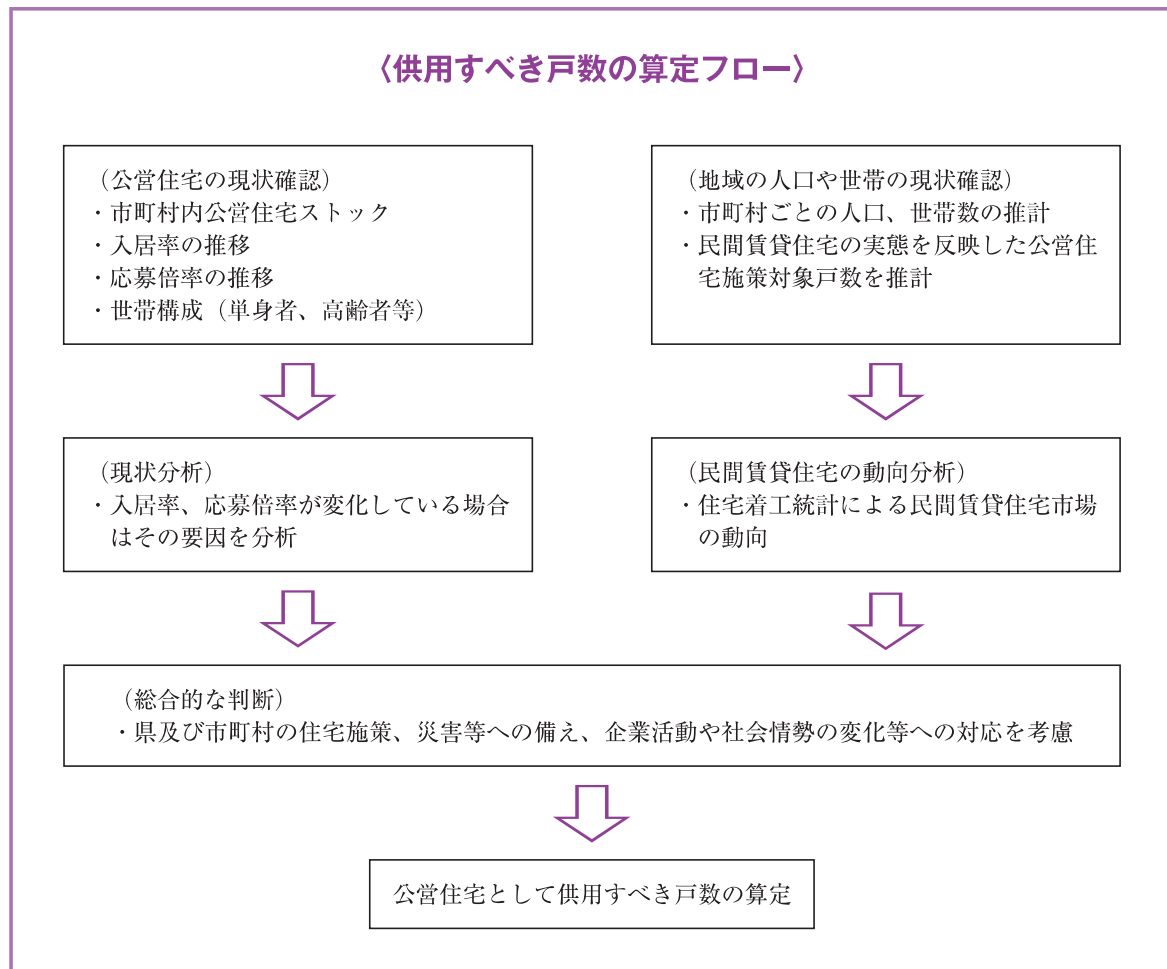 〈供用すべき戸数の算定フロー〉
（公営住宅の現状確認）
・市町村内公営住宅ストック
・入居率の推移
・応募倍率の推移
・世帯構成（単身者、高齢者等）
（地域の人口や世帯の現状確認）
・市町村ごとの人口、世帯数の推計
・民間賃貸住宅の実態を反映した公営住
宅施策対象戸数を推計
（現状分析）
・入居率、応募倍率が変化している場合
はその要因を分析
（民間賃貸住宅の動向分析）
・住宅着工統計による民間賃貸住宅市場
の動向
（総合的な判断）
・県及び市町村の住宅施策、災害等への備え、企業活動や社会情勢の変化等への対応を考慮
公営住宅として供用すべき戸数の算定